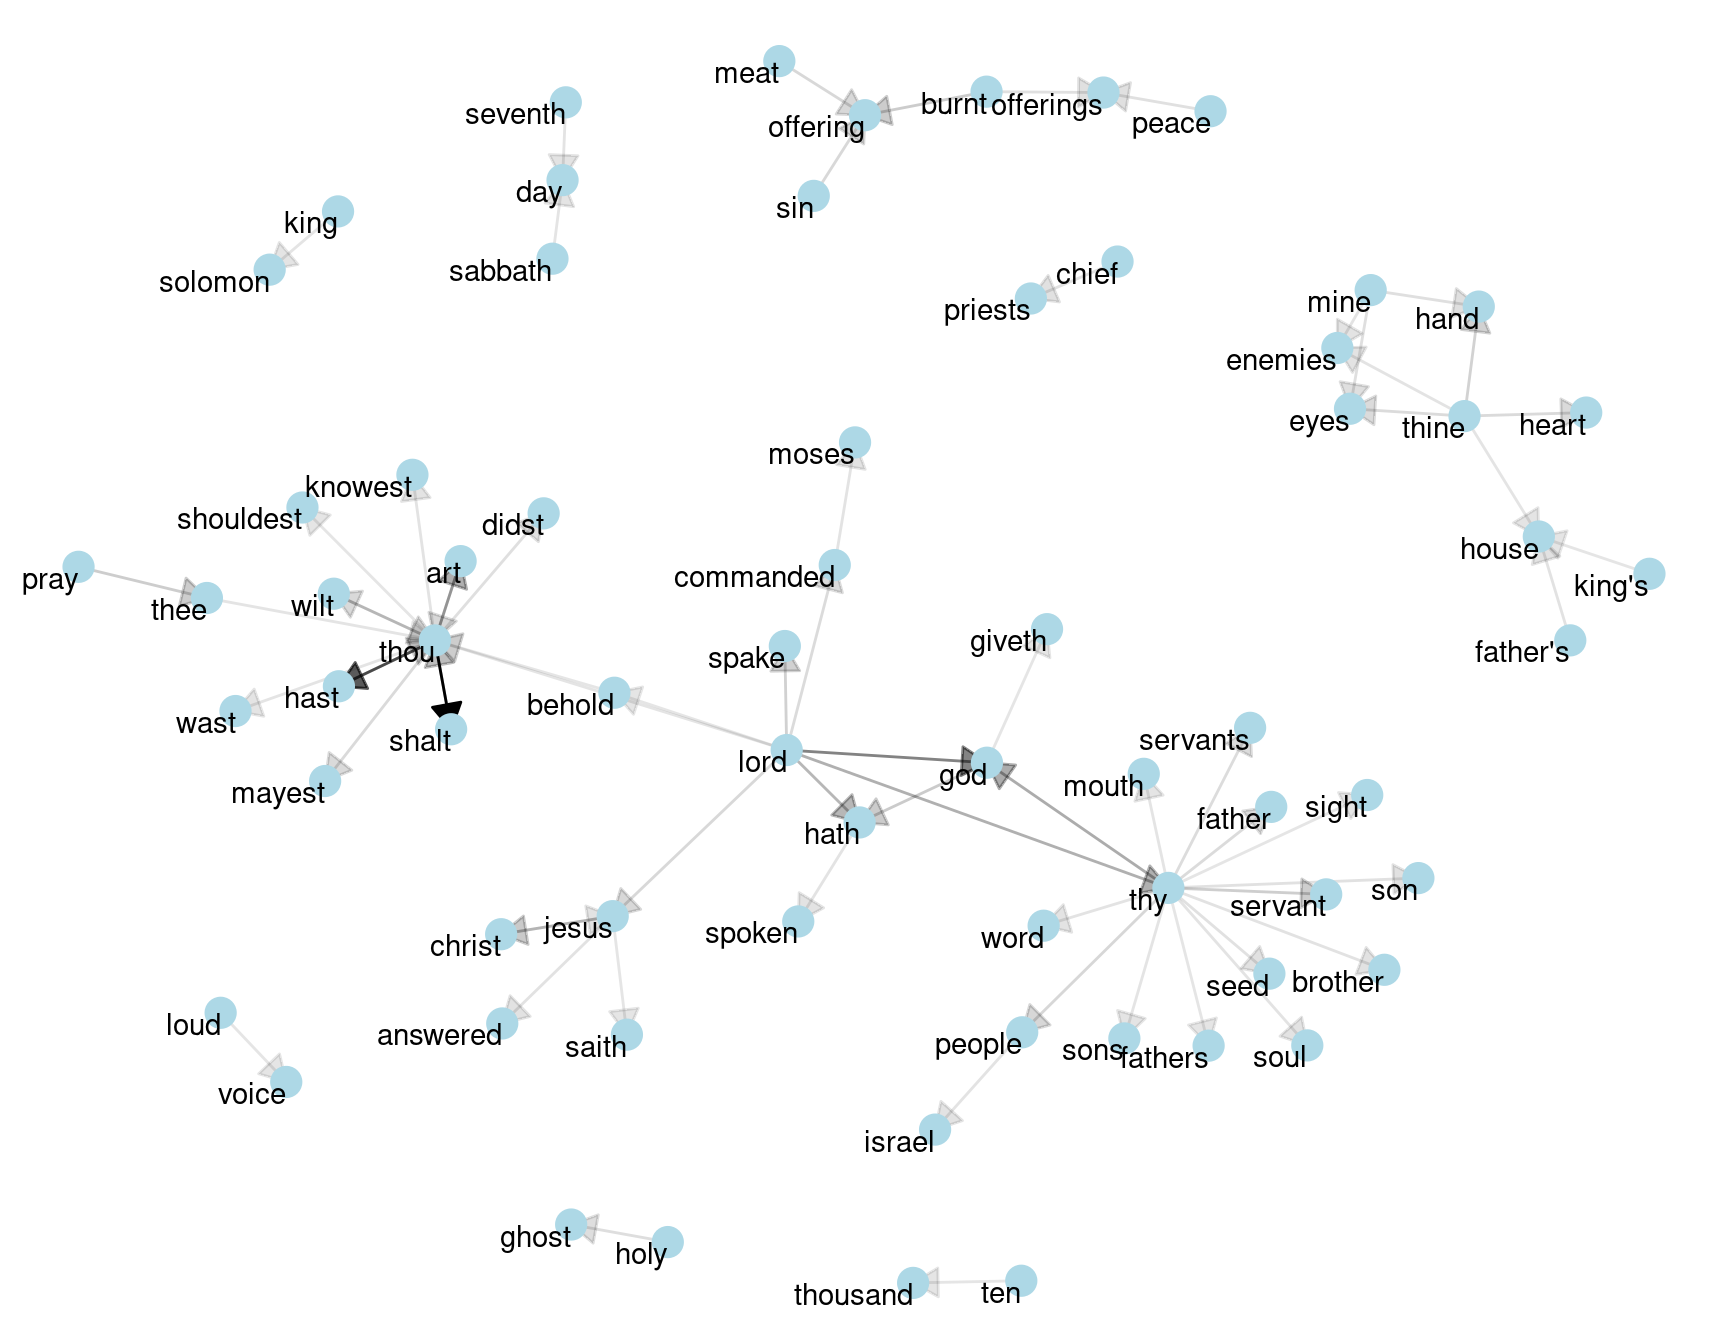 meat
seventh
burnt
offerings
peace
offering
day
sin
king
sabbath
solomon
chief
priests
mine
hand
enemies
eyes
thine
heart
moses
knowest
shouldest
didst
house
pray
art
commanded
king's
thee
wilt
thou
spake
giveth
father's
hast
behold
wast
shalt
lord
god
servants
mayest
mouth
father
sight
hath
thy
son
servant
christ
jesus
spoken
word
seed
brother
loud
answered
saith
people
sons
fathers
soul
voice
israel
ghost
holy
thousand
ten